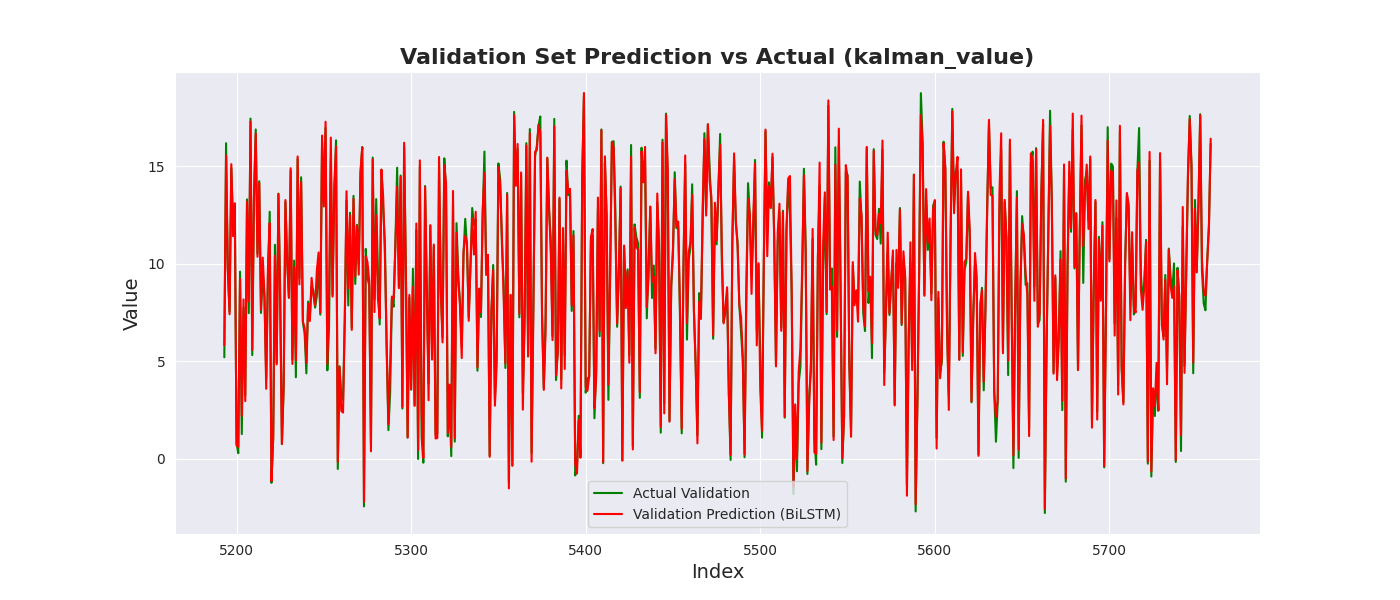 Validation Set Prediction vs Actual (kalman_value)
Value
15
10
5
0
Actual Validation
Validation Prediction (BiLSTM)
5200 5300 5400 5500 5600 5700
Index